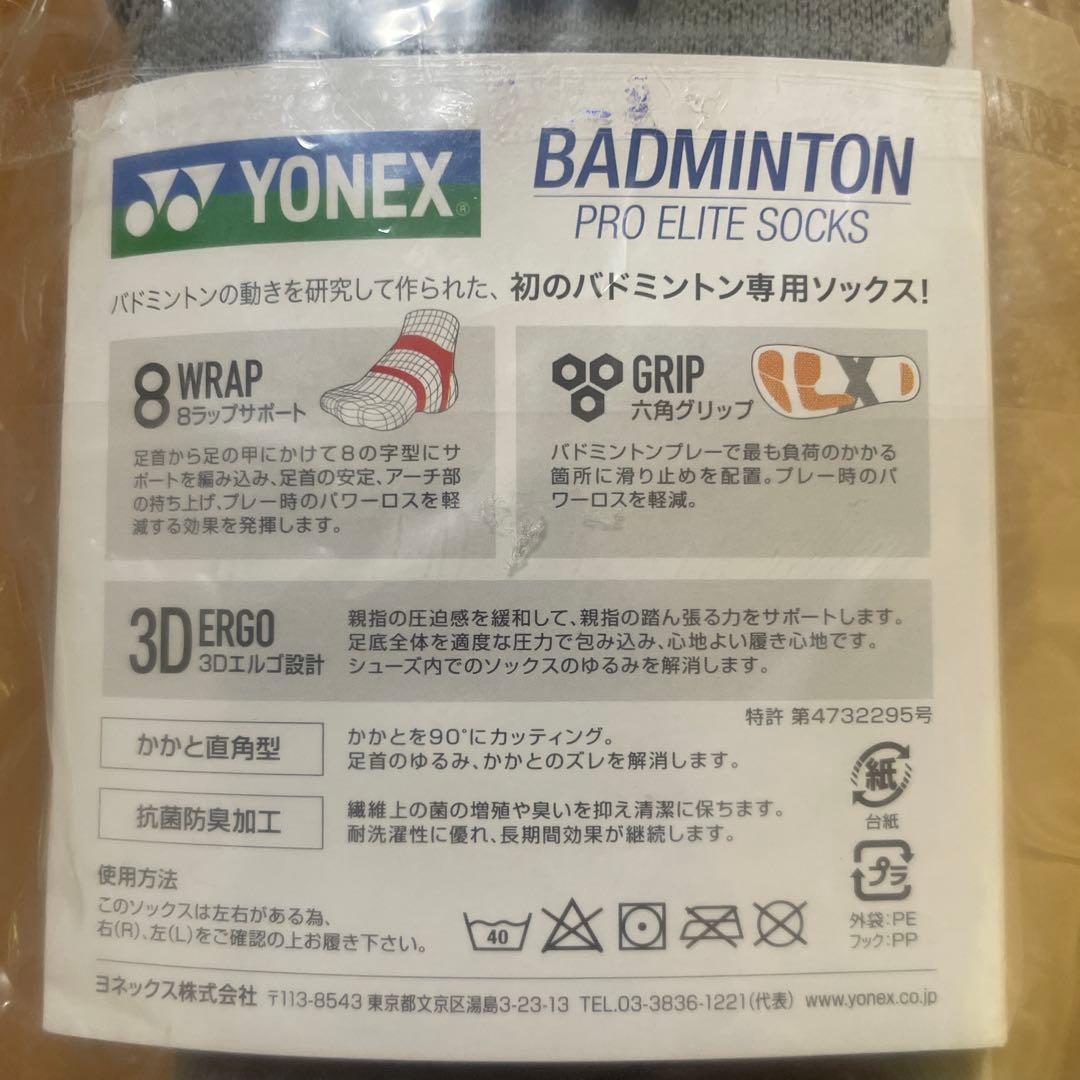 YONEX®
BADMINTON
PRO ELITE SOCKS
バドミントンの動きを研究して作られた、初のバドミントン専用ソックス!
8 WRAP
8ラップサポート
足首から足の甲にかけて8の字型にサ
ポートを編み込み、足首の安定、アーチ部
の持ち上げ、プレー時のパワーロスを軽
減する効果を発揮します。
GRIP
六角グリップ
バドミントンプレーで最も負荷のかかる
箇所に滑り止めを配置。プレー時のパ
ワーロスを軽減。
3D ERGO
3Dエルゴ設計
親指の圧迫感を緩和して、親指の踏ん張る力をサポートします。
足底全体を適度な圧力で包み込み、心地よい履き心地です。
シューズ内でのソックスのゆるみを解消します。
特許 第4732295号
かかと直角型
かかとを90°にカッティング。
足首のゆるみ、かかとのズレを解消します。
抗菌防臭加工
繊維上の菌の増殖や臭いを抑え清潔に保ちます。
耐洗濯性に優れ、長期間効果が継続します。
紙
台紙
プラ
外袋:PE
フック:PP
使用方法
このソックスは左右がある為、
右(R)、左(L)をご確認の上お履き下さい。
40
ヨネックス株式会社 〒113-8543 東京都文京区湯島3-23-13 TEL.03-3836-1221(代表) www.yonex.co.jp